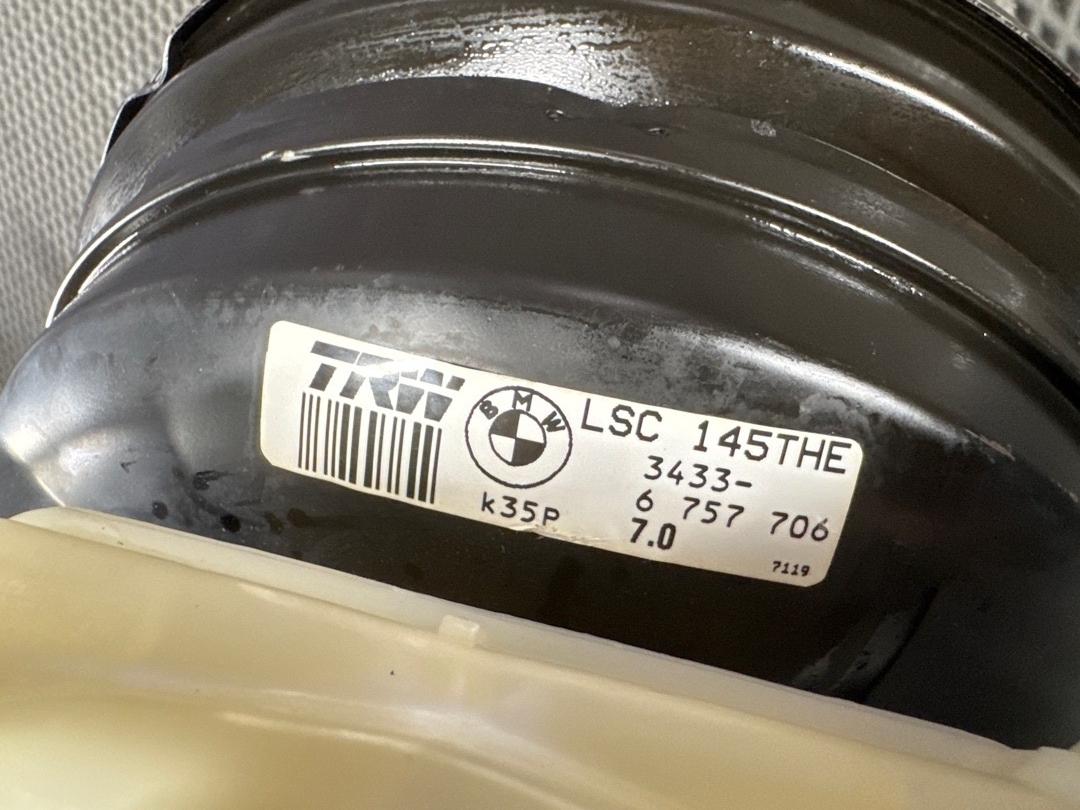 TRW
BMW
LSC 145THE
3433-
6 757 706
k35P
7.0
7119